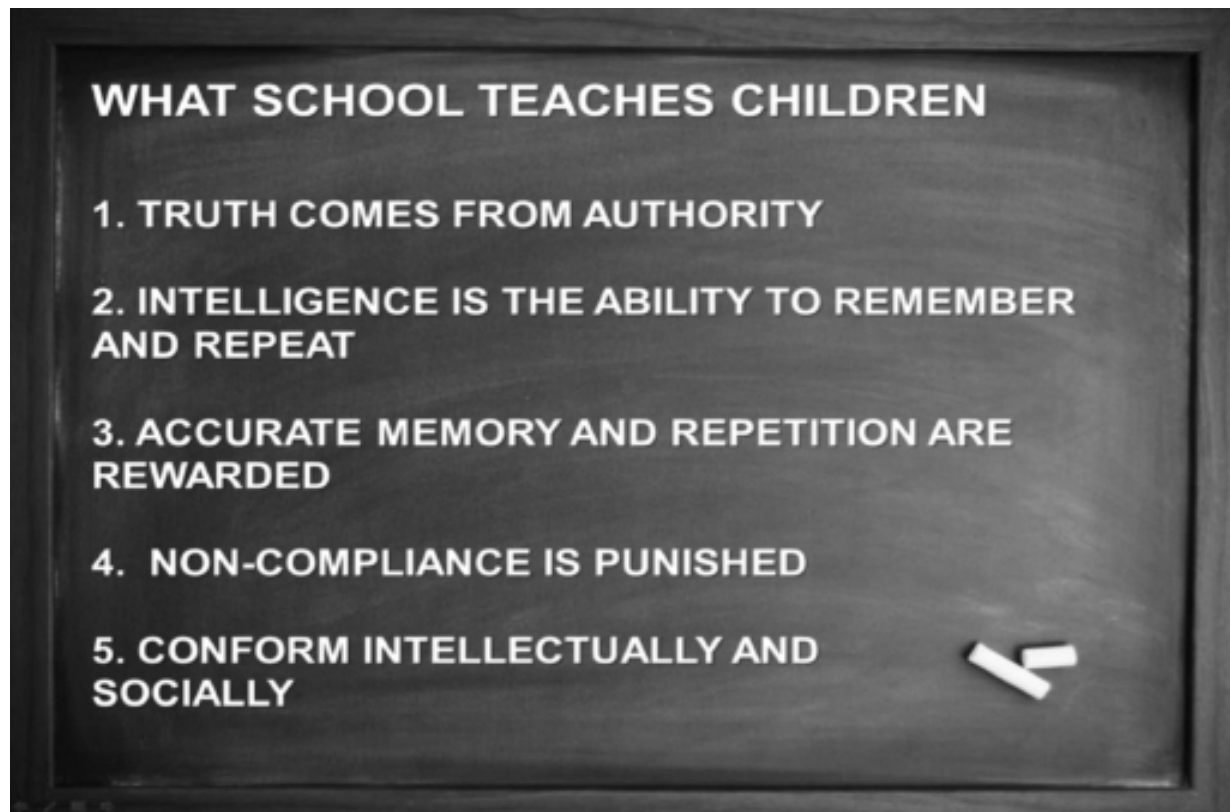 WHAT SCHOOL TEACHES CHILDREN
1. TRUTH COMES FROM AUTHORITY
2. INTELLIGENCE IS THE ABILITY TO REMEMBER
AND REPEAT
3. ACCURATE MEMORY AND REPETITION ARE
REWARDED
4. NON-COMPLIANCE IS PUNISHED
5. CONFORM INTELLECTUALLY AND
SOCIALLY